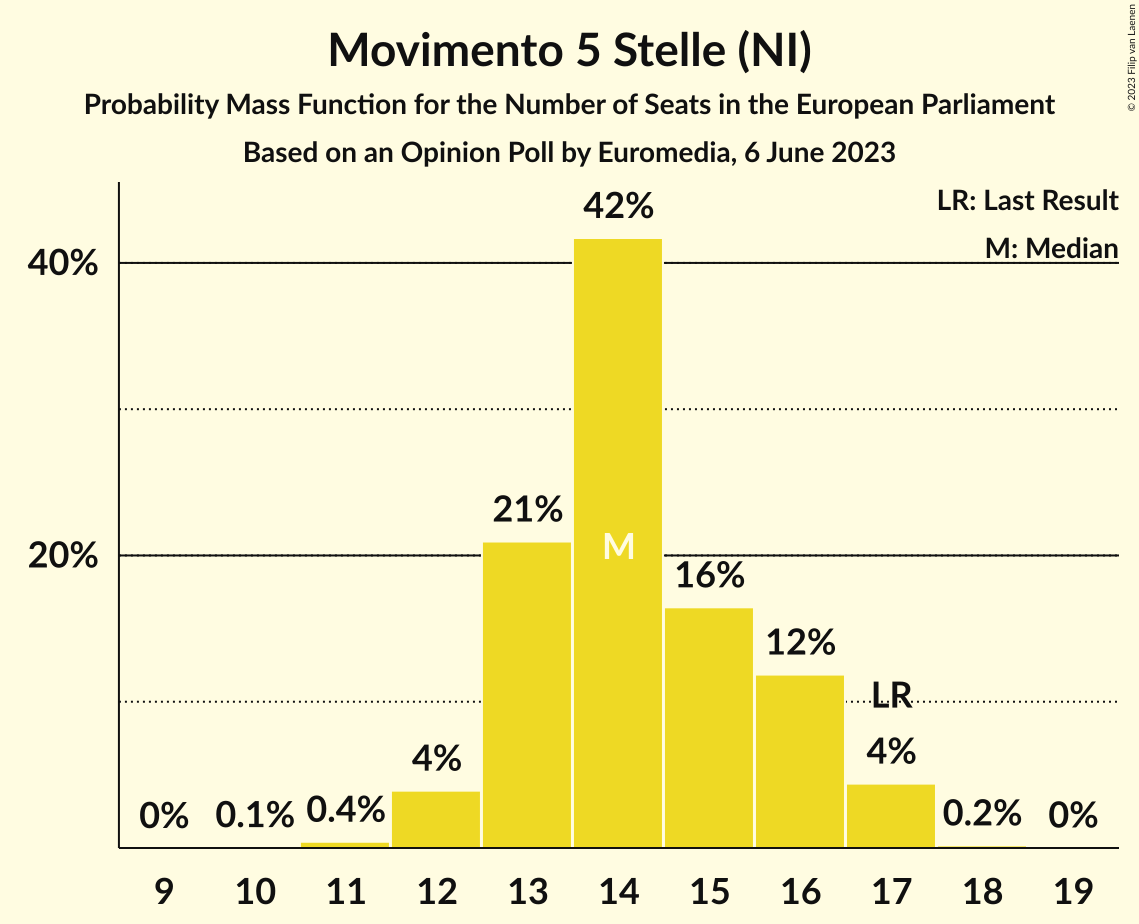 Movimento 5 Stelle (NI)
Probability Mass Function for the Number of Seats in the European Parliament
Based on an Opinion Poll by Euromedia, 6 June 2023
© 2023 Filip van Laenen
LR: Last Result
M: Median
42%
40%
21%
M
20%
16%
12%
LR
4%
4%
0%
0.1%
0.4%
0.2%
0%
9 10 11 12 13 14 15 16 17 18 19